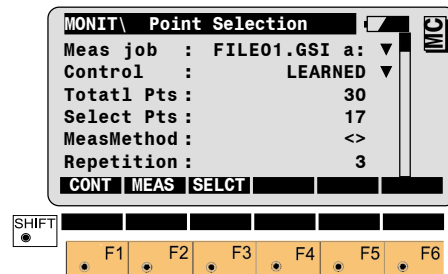 MONIT\ Point Selection
MC
Meas job : FILE01.GSI a:
Control : LEARNED
Totatl Pts : 30
Select Pts : 17
MeasMethod : <>
Repetition : 3
CONT MEAS SELCT
SHIFT
F1 F2 F3 F4 F5 F6